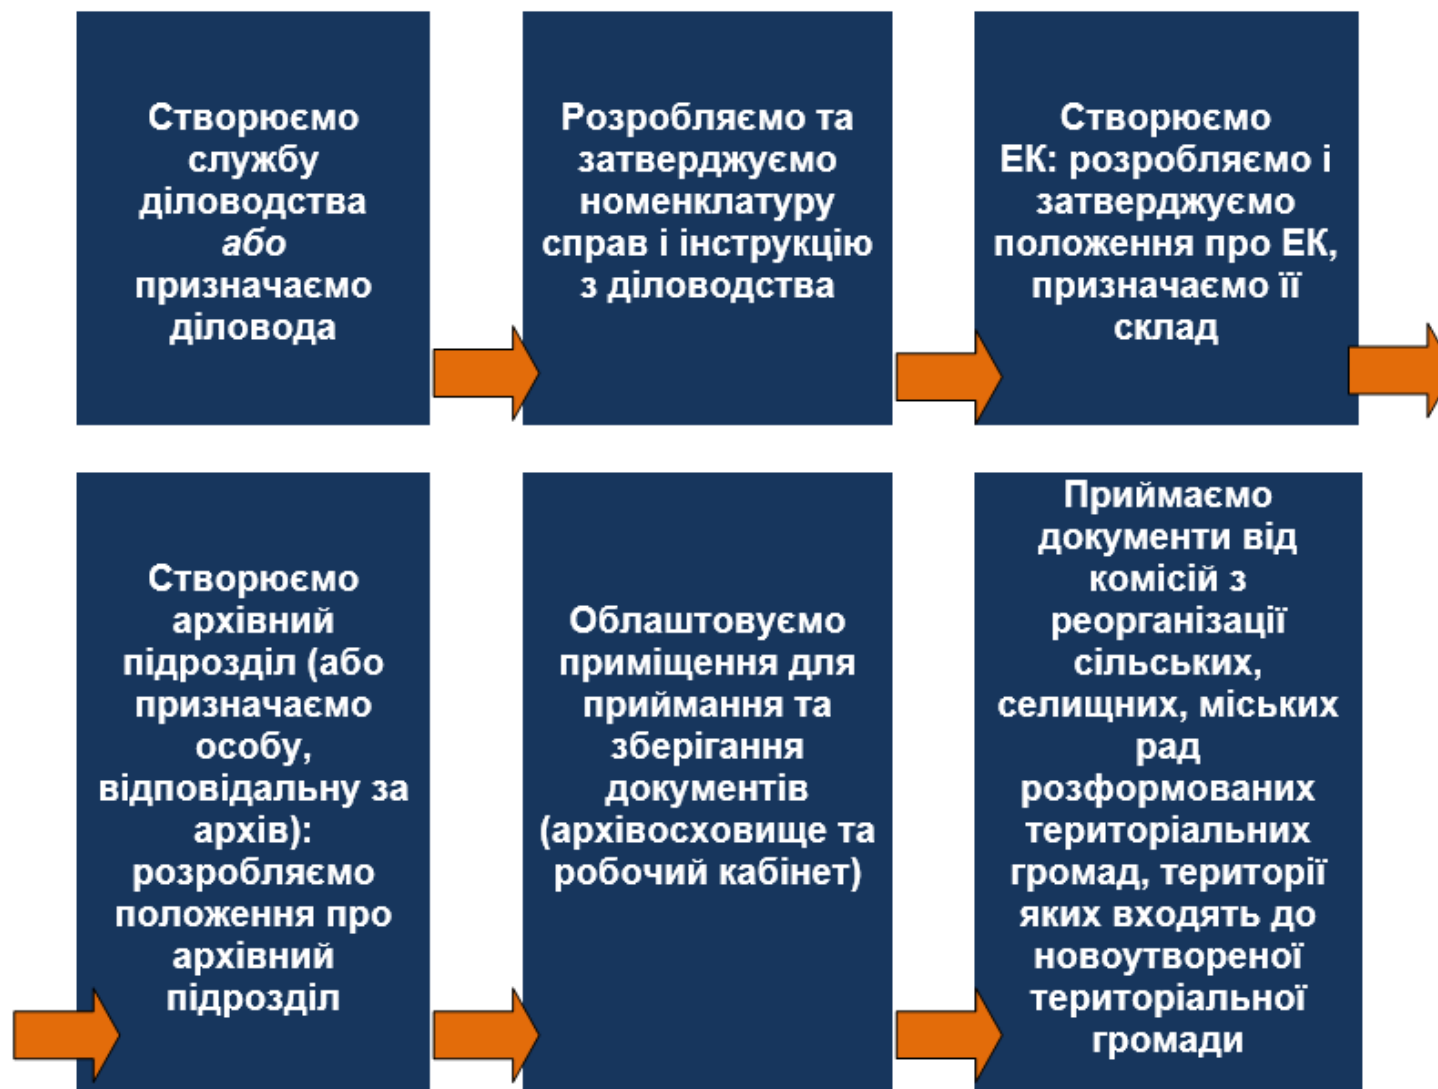 Створюємо
службу
діловодства
або
призначаємо
діловода
Розробляємо та
затверджуємо
номенклатуру
справ і інструкцію
з діловодства
Створюємо
ЕК: розробляємо і
затверджуємо
положення про ЕК,
призначаємо її
склад
Створюємо
архівний
підрозділ (або
призначаємо
особу,
відповідальну за
архів):
розробляємо
положення про
архівний
підрозділ
Облаштовуємо
приміщення для
приймання та
зберігання
документів
(архівосховище та
робочий кабінет)
Приймаємо
документи від
комісій з
реорганізації
сільських,
селищних, міських
рад
розформованих
територіальних
громад, території
яких входять до
новоутвореної
територіальної
громади